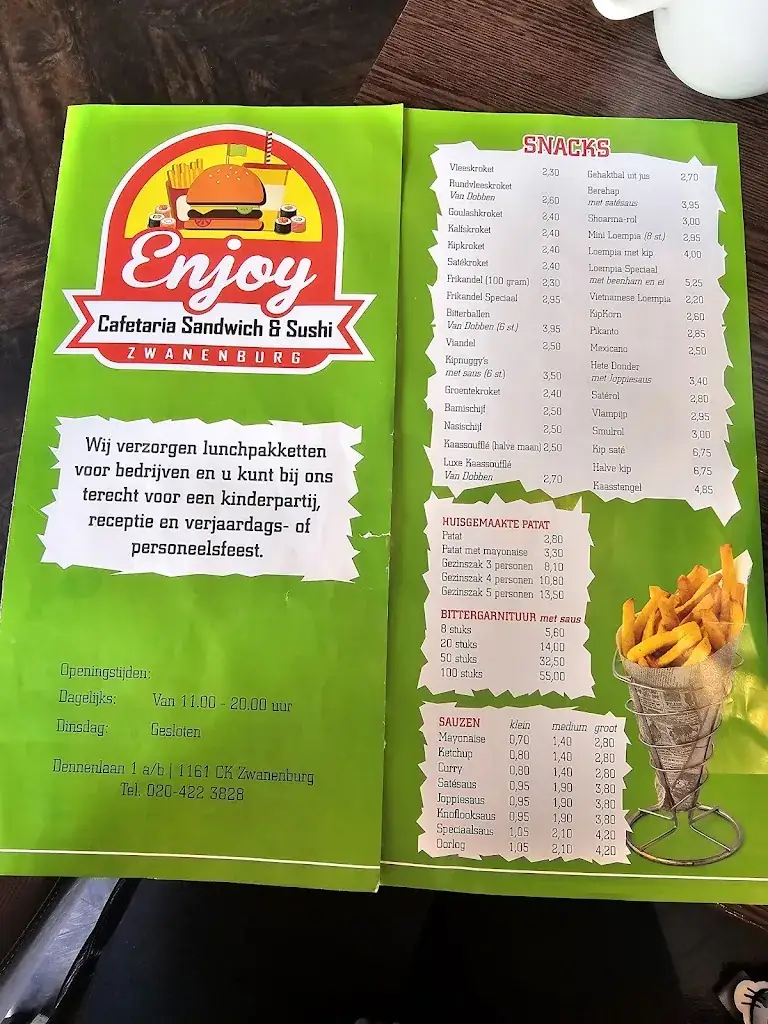 Enjoy
Cafetaria Sandwich & Sushi
ZWANENBURG
Wij verzorgen lunchpakketten
voor bedrijven en u kunt bij ons
terecht voor een kinderpartij,
receptie en verjaardags- of
personeelsfeest.
Openingstijden:
Dagelijks: Van 11.00 - 20.00 uur
Dinsdag: Gesloten
Dennenlaan 1 a/b | 1161 CK Zwanenburg
Tel. 020-422 3828
SNACKS
Vleeskroket 2,30
Rundvleeskroket
Van Dobben 2,60
Goulashkroket 2,40
Kalfskroket 2,40
Kipkroket 2,40
Satékroket 2,40
Frikandel (100 gram) 2,30
Frikandel Speciaal 2,95
Bitterballen
Van Dobben (6 st.) 3,95
Viandel 2,50
Kipnuggy's
met saus (6 st.) 3,50
Groentekroket 2,40
Bamischijf 2,50
Nasischijf 2,50
Kaassoufflé (halve maan) 2,50
Luxe Kaassoufflé
Van Dobben 2,70
Gehaktbal uit jus 2,70
Berehap
met satésaus 3,95
Shoarma-rol 3,00
Mini Loempia (8 st.) 2,95
Loempia met kip 4,00
Loempia Speciaal
met beenham en ei 5,25
Vietnamese Loempia 2,20
KipKorn 2,60
Pikanto 2,85
Mexicano 2,50
Hete Donder
met Joppiesaus 3,40
Satérol 2,80
Vlampijp 2,95
Smulrol 3,00
Kip saté 6,75
Halve kip 6,75
Kaasstengel 4,85
HUISGEMAAKTE PATAT
Patat 2,80
Patat met mayonaise 3,30
Gezinszak 3 personen 8,10
Gezinszak 4 personen 10,80
Gezinszak 5 personen 13,50
BITTERGARNITUUR met saus
8 stuks 5,60
20 stuks 14,00
50 stuks 32,50
100 stuks 55,00
SAUZEN klein medium groot
Mayonaise 0,70 1,40 2,80
Ketchup 0,80 1,40 2,80
Curry 0,80 1,40 2,80
Satésaus 0,95 1,90 3,80
Joppiesaus 0,95 1,90 3,80
Knoflooksaus 0,95 1,90 3,80
Speciaalsaus 1,05 2,10 4,20
Oorlog 1,05 2,10 4,20